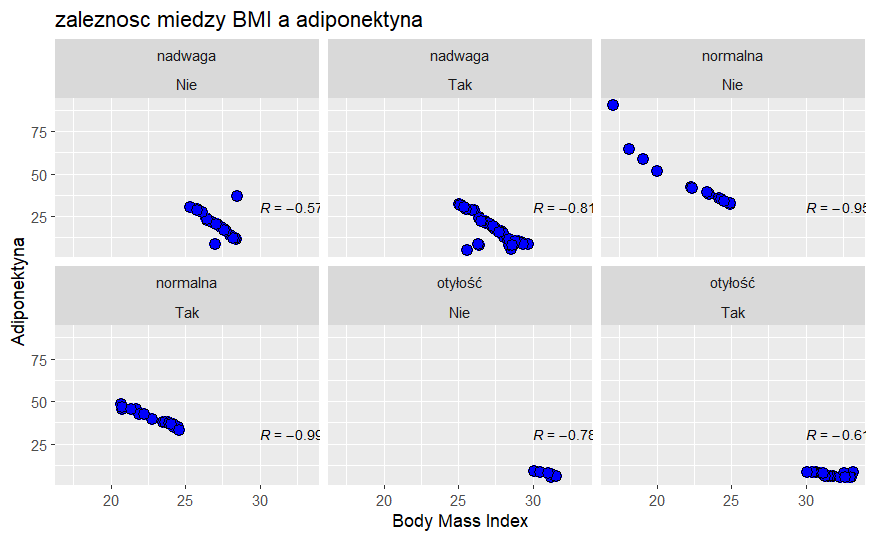 zaleznosc miedzy BMI a adiponektyna
nadwaga
Nie
nadwaga
Tak
normalna
Nie
75
50
25
R = −0.57
R = −0.81
R = −0.95
normalna
Tak
otyłość
Nie
otyłość
Tak
75
50
25
R = −0.99
R = −0.78
R = −0.61
20 25 30
20 25 30
20 25 30
Body Mass Index
Adiponektyna